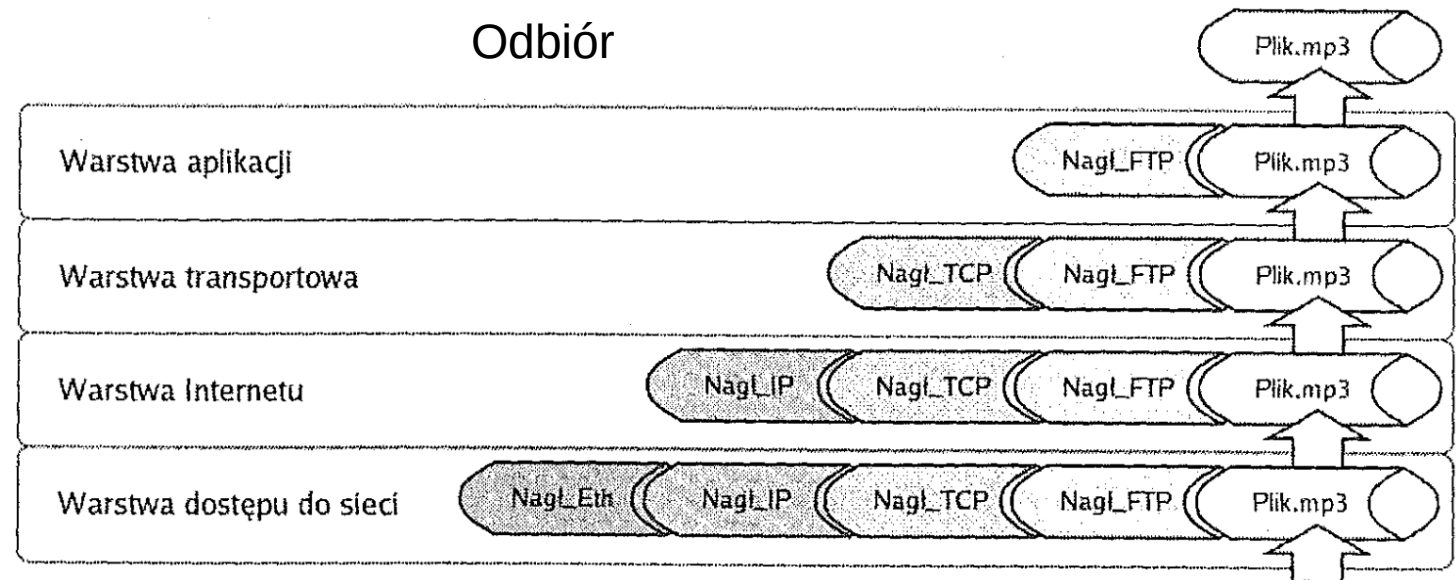 Odbiór
Plik.mp3
Warstwa aplikacji Nagł_FTP Plik.mp3
Warstwa transportowa Nagł_TCP Nagł_FTP Plik.mp3
Warstwa Internetu Nagł_IP Nagł_TCP Nagł_FTP Plik.mp3
Warstwa dostępu do sieci Nagł_Eth Nagł_IP Nagł_TCP Nagł_FTP Plik.mp3